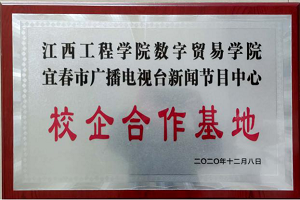 江西工程学院数字贸易学院
宜春市广播电视台新闻节目中心
校企合作基地
二〇二〇年十二月八日